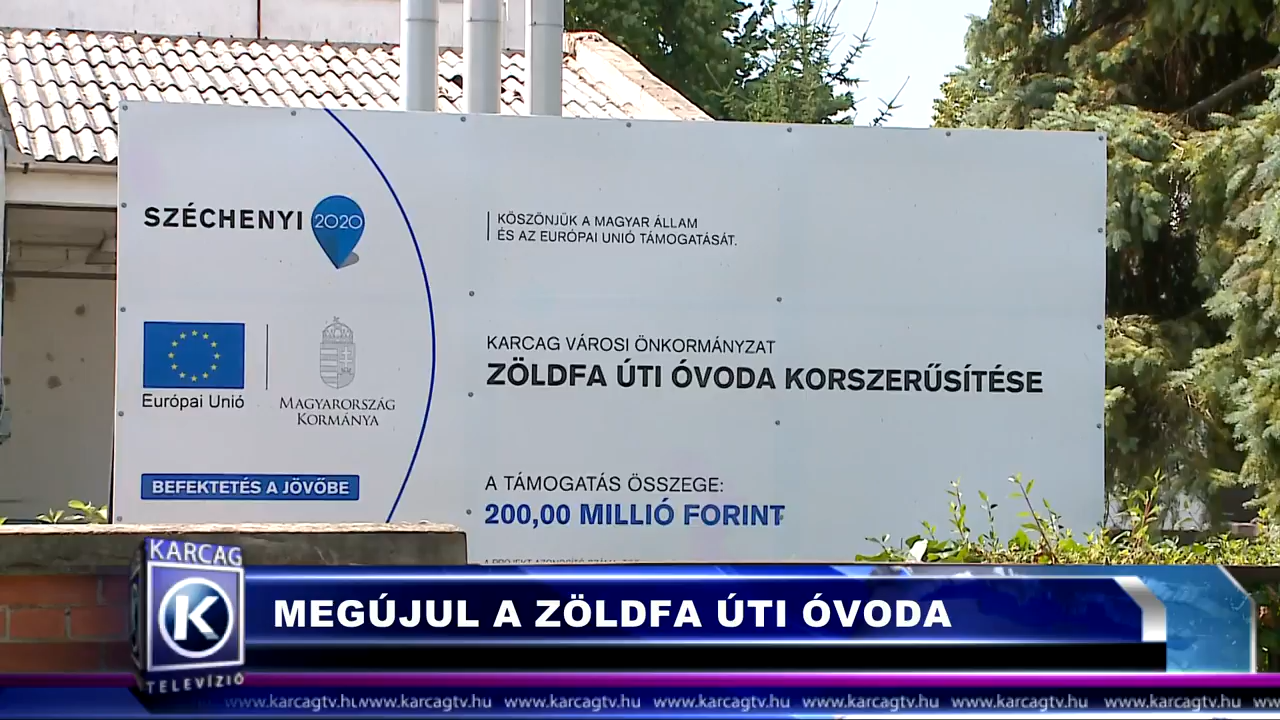 SZÉCHENYI 2020
KÖSZÖNJÜK A MAGYAR ÁLLAM
ÉS AZ EURÓPAI UNIÓ TÁMOGATÁSÁT.
Európai Unió
MAGYARORSZÁG
KORMÁNYA
BEFEKTETÉS A JÖVŐBE
KARCAG VÁROSI ÖNKORMÁNYZAT
ZÖLDFA ÚTI ÓVODA KORSZERŰSÍTÉSE
A TÁMOGATÁS ÖSSZEGE:
200,00 MILLIÓ FORINT
KARCAG
K
TELEVÍZIÓ
MEGÚJUL A ZÖLDFA ÚTI ÓVODA
www.karcagtv.hu www.karcagtv.hu www.karcagtv.hu www.karcagtv.hu www.karcagtv.hu www.karcagtv.hu www.karcagtv.hu